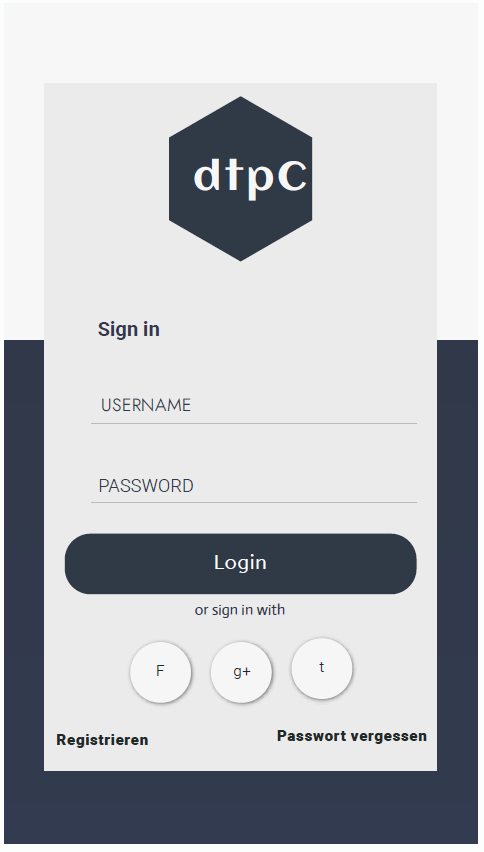 dtpC
Sign in
USERNAME
PASSWORD
Login
or sign in with
F g+ t
Registrieren Passwort vergessen